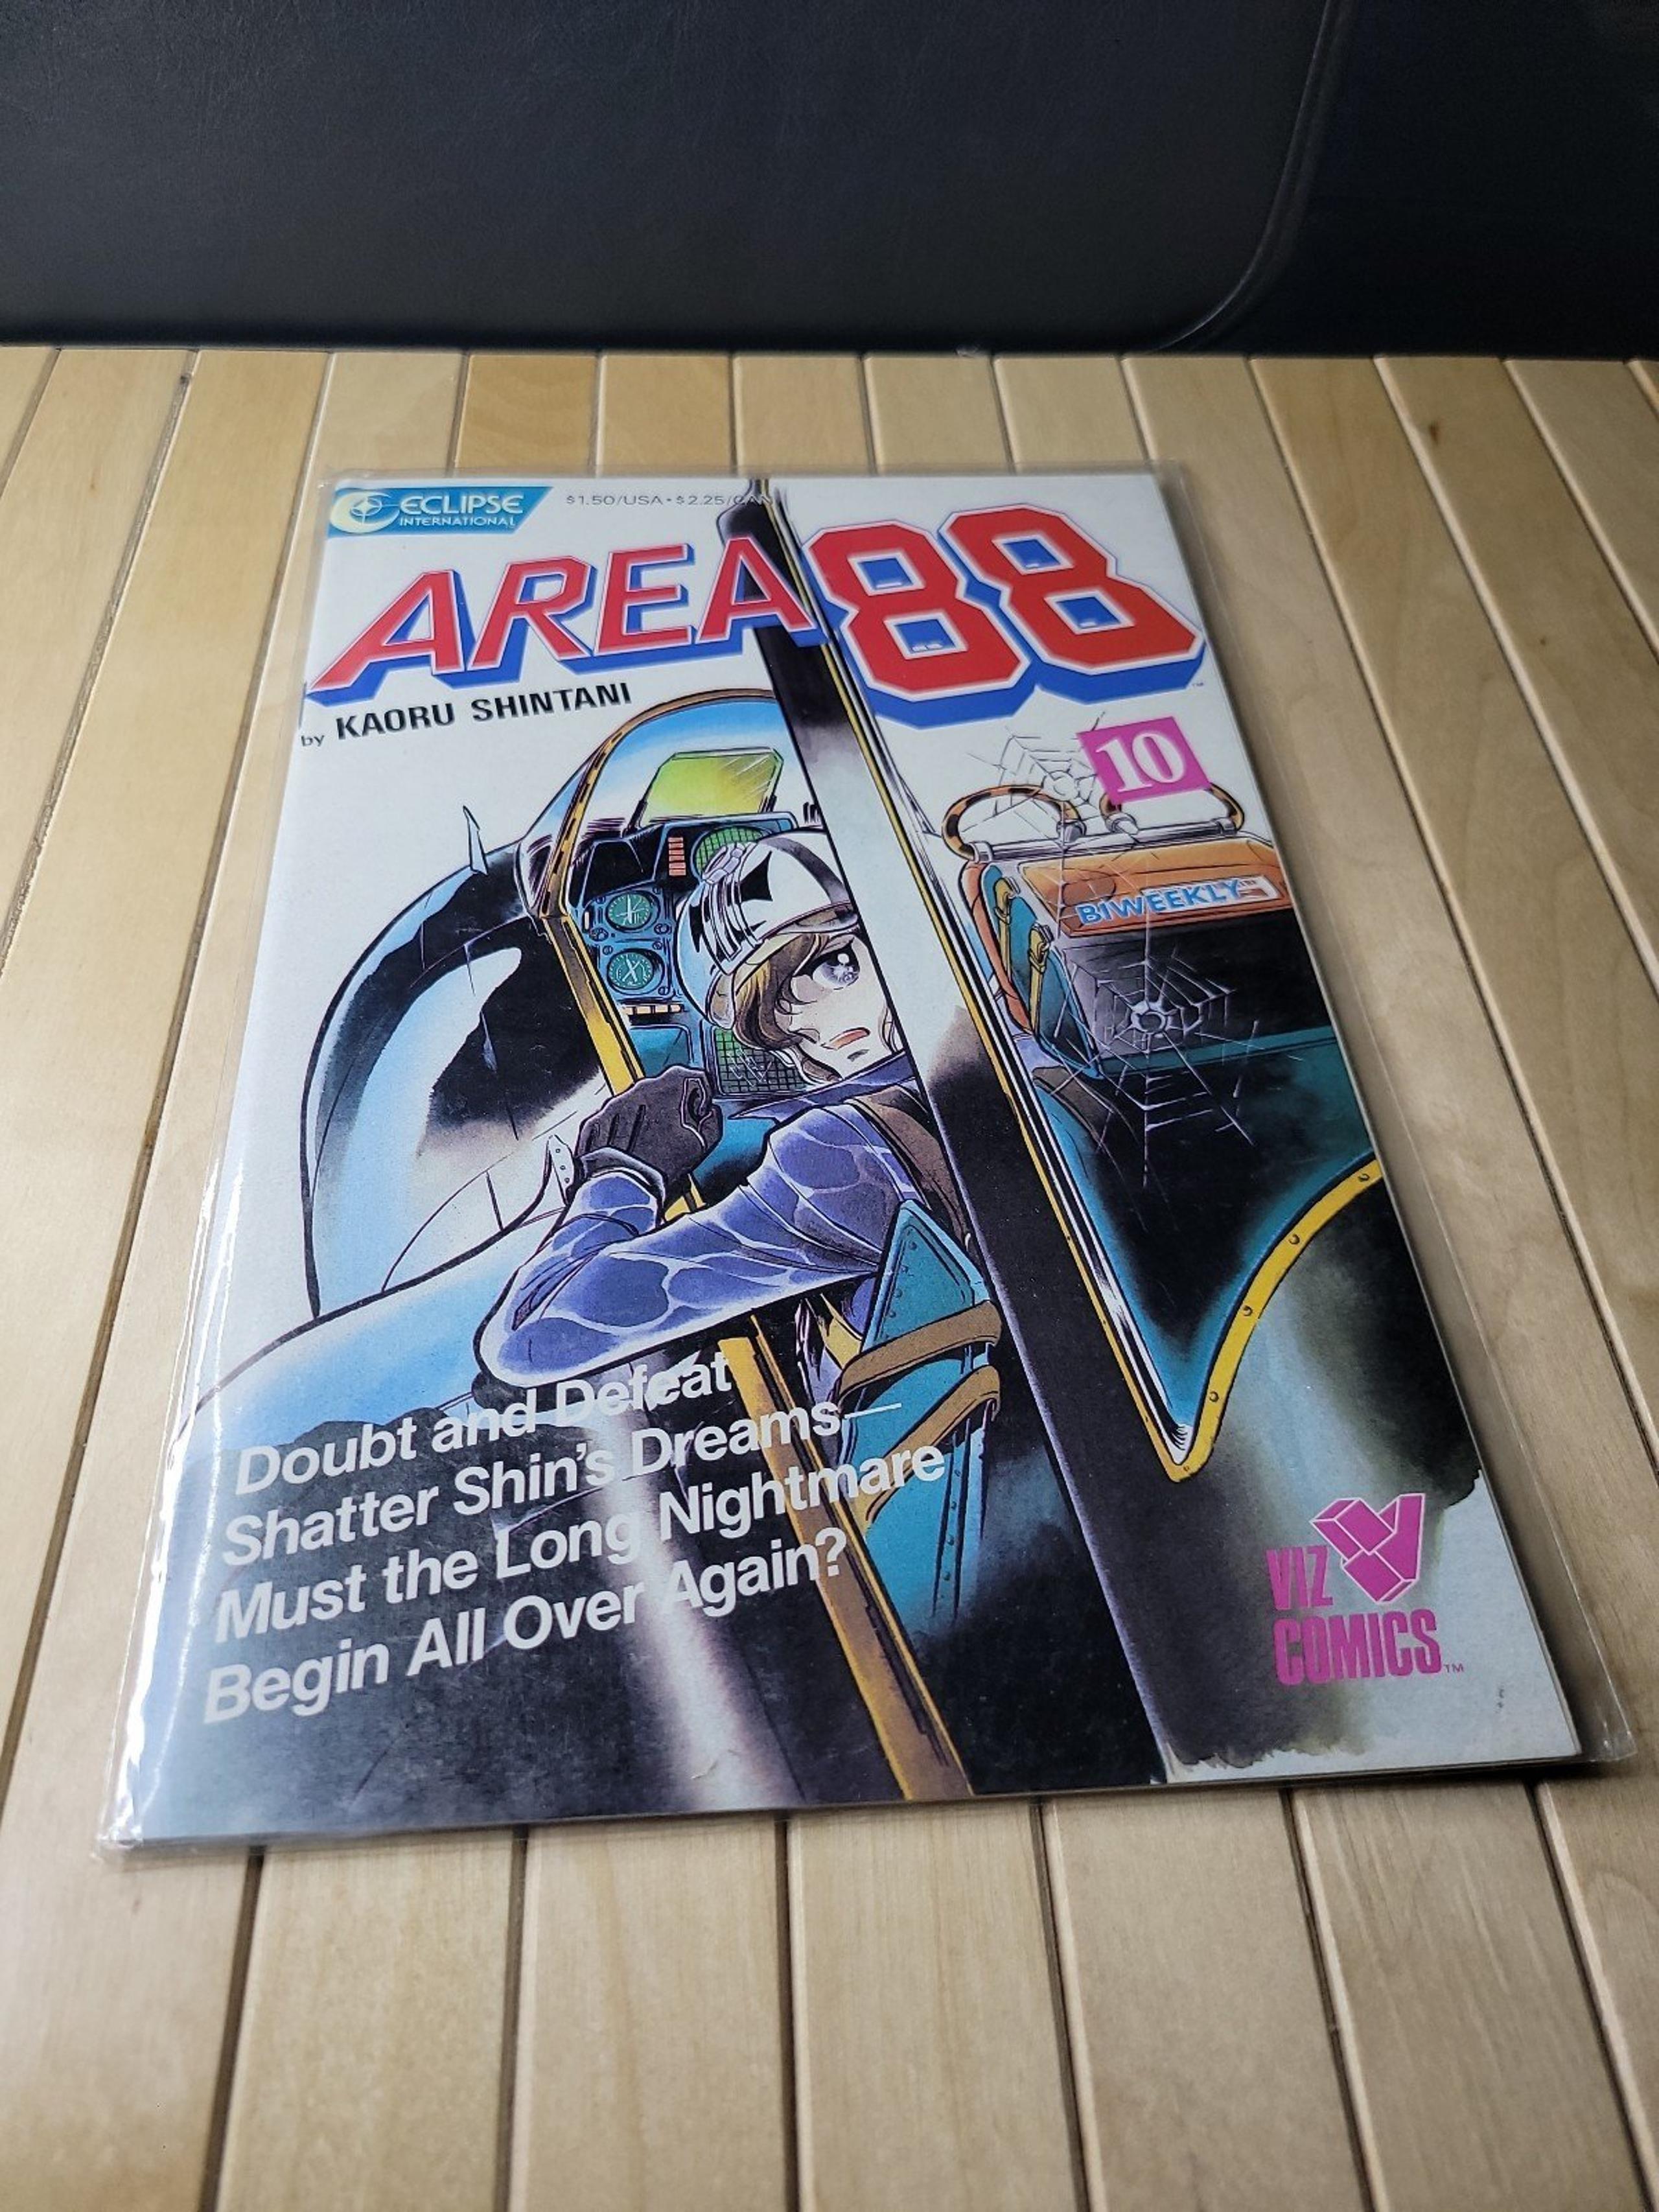 ECLIPSE
INTERNATIONAL
$1.50/USA • $2.25/CAN
AREA 88
by KAORU SHINTANI
10
BIWEEKLY
Doubt and Defeat
Shatter Shin's Dreams—
Must the Long Nightmare
Begin All Over Again?
VIZ
COMICS™